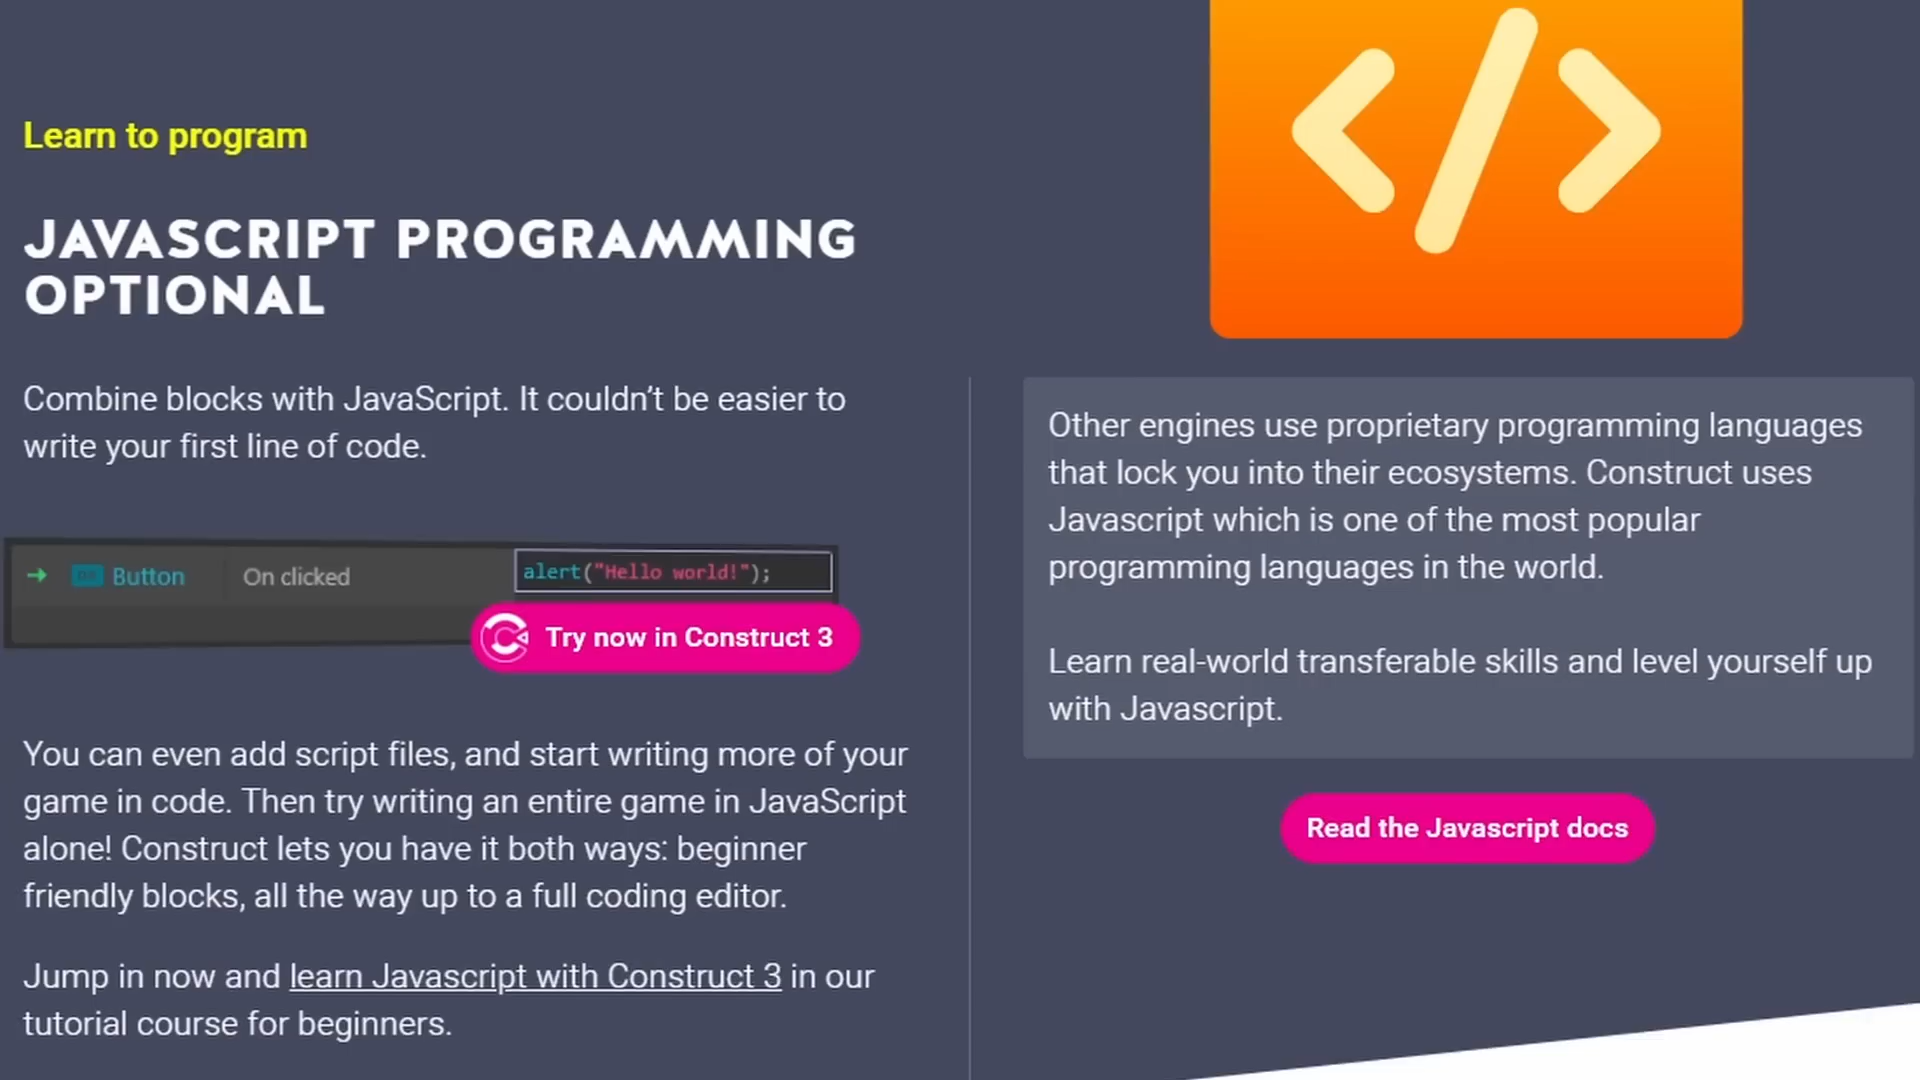 Learn to program
JAVASCRIPT PROGRAMMING
OPTIONAL
Combine blocks with JavaScript. It couldn’t be easier to
write your first line of code.
Button On clicked alert("Hello world!");
Try now in Construct 3
You can even add script files, and start writing more of your
game in code. Then try writing an entire game in JavaScript
alone! Construct lets you have it both ways: beginner
friendly blocks, all the way up to a full coding editor.
Jump in now and learn Javascript with Construct 3 in our
tutorial course for beginners.
</>
Other engines use proprietary programming languages
that lock you into their ecosystems. Construct uses
Javascript which is one of the most popular
programming languages in the world.
Learn real-world transferable skills and level yourself up
with Javascript.
Read the Javascript docs